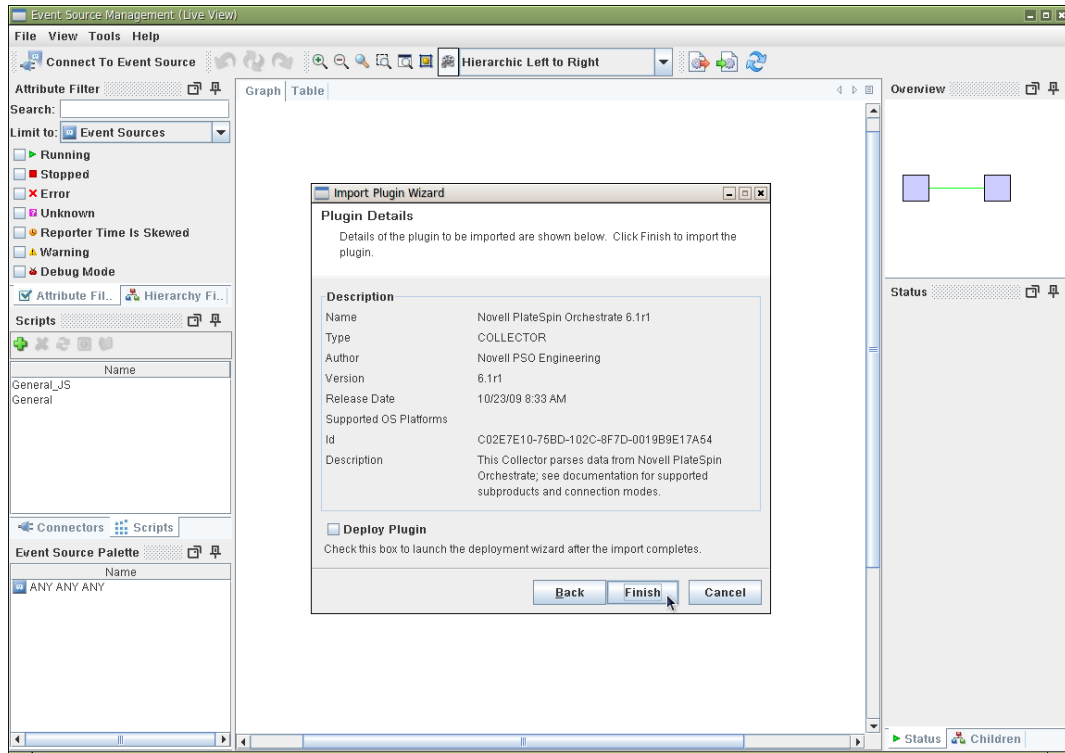 Event Source Management (Live View)
File View Tools Help
Connect To Event Source
Hierarchic Left to Right
Attribute Filter
Search:
Limit to: Event Sources
Running
Stopped
Error
Unknown
Reporter Time Is Skewed
Warning
Debug Mode
Attribute Fil.. Hierarchy Fi..
Scripts
Name
General_JS
General
Connectors Scripts
Event Source Palette
Name
ANY ANY ANY
Graph Table
Import Plugin Wizard
Plugin Details
Details of the plugin to be imported are shown below. Click Finish to import the
plugin.
Description
Name Novell PlateSpin Orchestrate 6.1r1
Type COLLECTOR
Author Novell PSO Engineering
Version 6.1r1
Release Date 10/23/09 8:33 AM
Supported OS Platforms
Id C02E7E10-75BD-102C-8F7D-0019B9E17A54
Description This Collector parses data from Novell PlateSpin
Orchestrate; see documentation for supported
subproducts and connection modes.
Deploy Plugin
Check this box to launch the deployment wizard after the import completes.
Back Finish Cancel
Overview
Status
Status Children